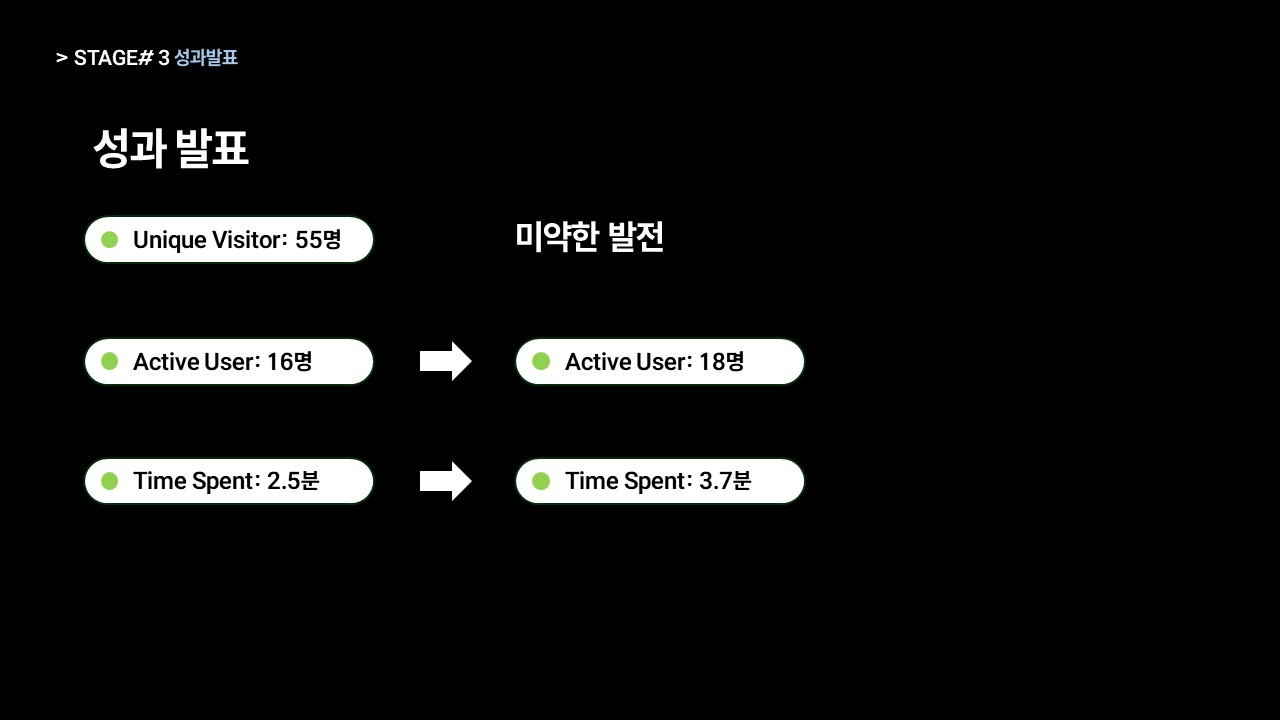 > STAGE# 3 성과발표
성과 발표
Unique Visitor: 55명
미약한 발전
Active User: 16명
Active User: 18명
Time Spent: 2.5분
Time Spent: 3.7분